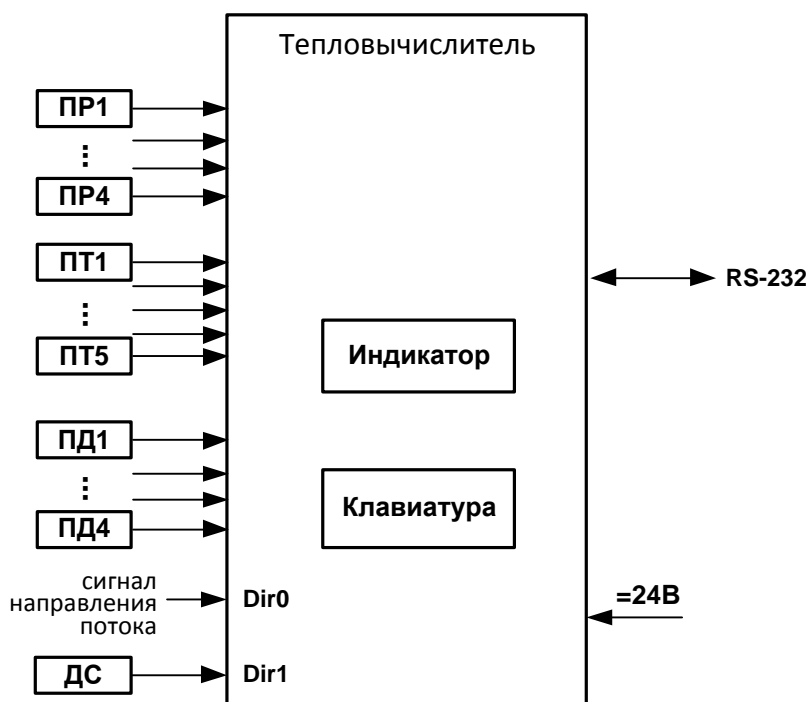 Тепловычислитель
ПР1
⋮
ПР4
ПТ1
⋮
ПТ5
RS-232
Индикатор
ПД1
⋮
ПД4
Клавиатура
сигнал
направления
потока
Dir0
=24В
ДС
Dir1